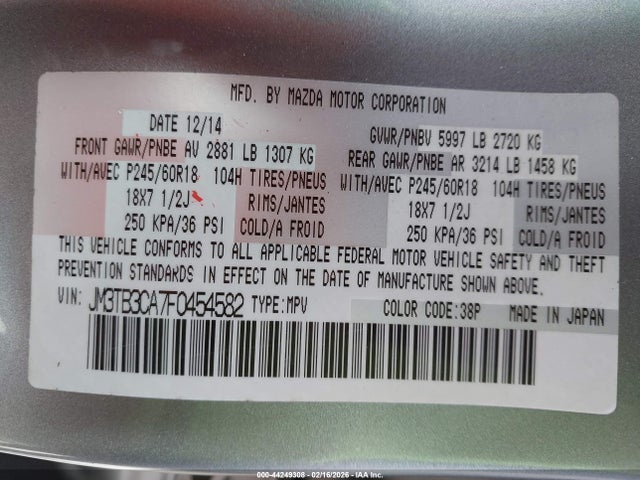 MFD. BY MAZDA MOTOR CORPORATION
DATE 12/14
GVWR/PNBV 5997 LB 2720 KG
FRONT GAWR/PNBE AV 2881 LB 1307 KG
REAR GAWR/PNBE AR 3214 LB 1458 KG
WITH/AVEC P245/60R18 104H TIRES/PNEUS WITH/AVEC P245/60R18 104H TIRES/PNEUS
18X7 1/2J RIMS/JANTES 18X7 1/2J RIMS/JANTES
250 KPA/36 PSI COLD/A FROID 250 KPA/36 PSI COLD/A FROID
THIS VEHICLE CONFORMS TO ALL APPLICABLE FEDERAL MOTOR VEHICLE SAFETY AND THEFT
PREVENTION STANDARDS IN EFFECT ON THE DATE OF MANUFACTURE SHOWN ABOVE.
VIN: JM3TB3CA7F0454582 TYPE:MPV COLOR CODE:38P MADE IN JAPAN
000-44249308 - 02/16/2026 - IAA Inc.